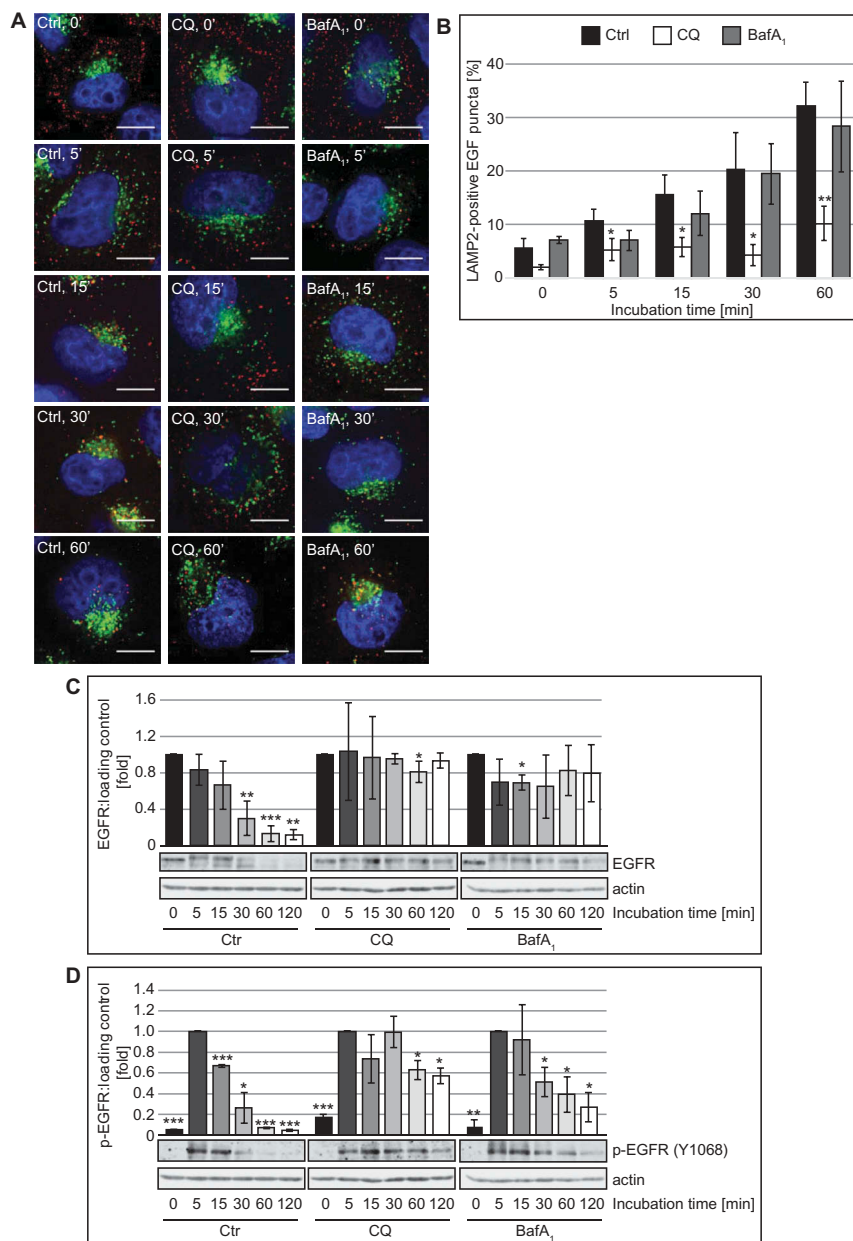 A
Ctrl, 0' CQ, 0' BafA₁, 0'
Ctrl, 5' CQ, 5' BafA₁, 5'
Ctrl, 15' CQ, 15' BafA₁, 15'
Ctrl, 30' CQ, 30' BafA₁, 30'
Ctrl, 60' CQ, 60' BafA₁, 60'
B
Ctrl CQ BafA₁
LAMP2-positive EGF puncta [%]
40
30
20
10
0
* * * **
0 5 15 30 60
Incubation time [min]
C
EGFR:loading control
[fold]
1.6
1.2
0.8
0.4
0
** *** ** * *
EGFR
actin
0 5 15 30 60 120 0 5 15 30 60 120 0 5 15 30 60 120 Incubation time [min]
Ctr CQ BafA₁
D
p-EGFR:loading control
[fold]
1.4
1.2
1.0
0.8
0.6
0.4
0.2
0
*** *** * *** *** *** * * ** * * *
p-EGFR (Y1068)
actin
0 5 15 30 60 120 0 5 15 30 60 120 0 5 15 30 60 120 Incubation time [min]
Ctr CQ BafA₁